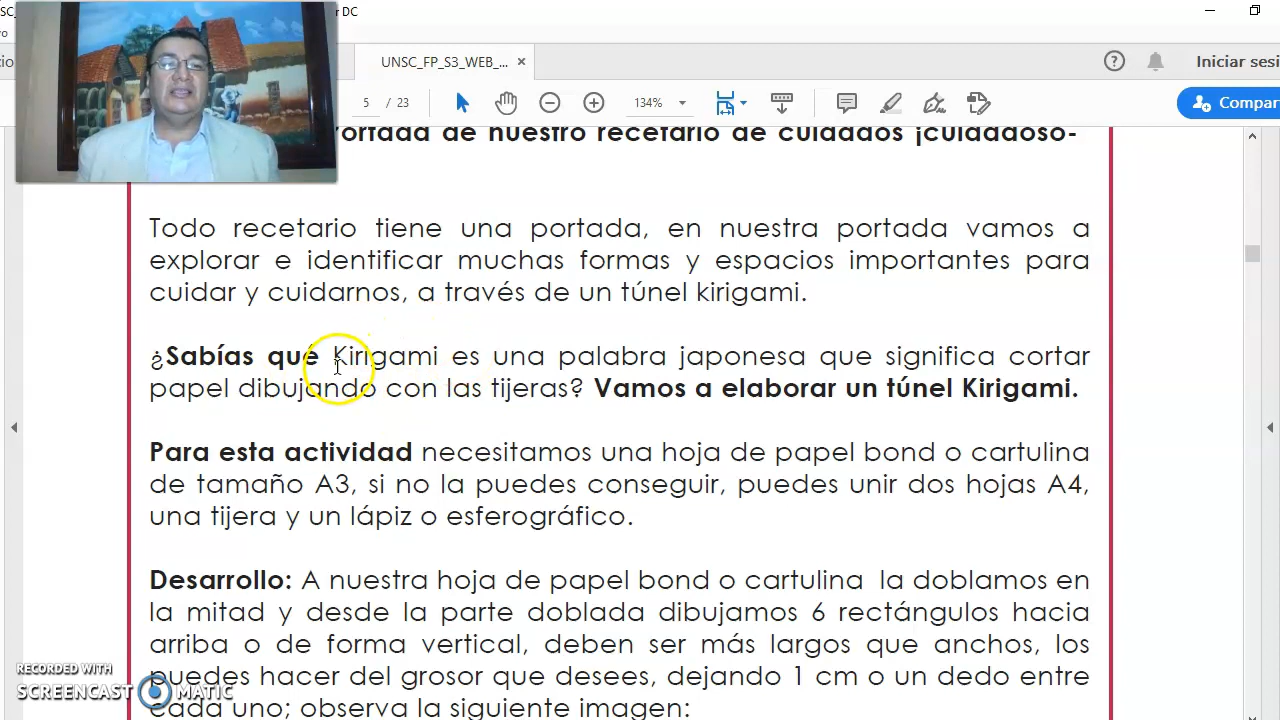 SC_
r DC
vo
cio
UNSC_FP_S3_WEB_... ×
Iniciar sesi
5 / 23
134%
Compar
ortada de nuestro recetario de cuidados ¡cuidadoso-
Todo recetario tiene una portada, en nuestra portada vamos a
explorar e identificar muchas formas y espacios importantes para
cuidar y cuidarnos, a través de un túnel kirigami.
¿Sabías qué Kirigami es una palabra japonesa que significa cortar
papel dibujando con las tijeras? Vamos a elaborar un túnel Kirigami.
Para esta actividad necesitamos una hoja de papel bond o cartulina
de tamaño A3, si no la puedes conseguir, puedes unir dos hojas A4,
una tijera y un lápiz o esferográfico.
Desarrollo: A nuestra hoja de papel bond o cartulina la doblamos en
la mitad y desde la parte doblada dibujamos 6 rectángulos hacia
arriba o de forma vertical, deben ser más largos que anchos, los
puedes hacer del grosor que desees, dejando 1 cm o un dedo entre
cada uno; observa la siguiente imagen:
RECORDED WITH
SCREENCAST MATIC